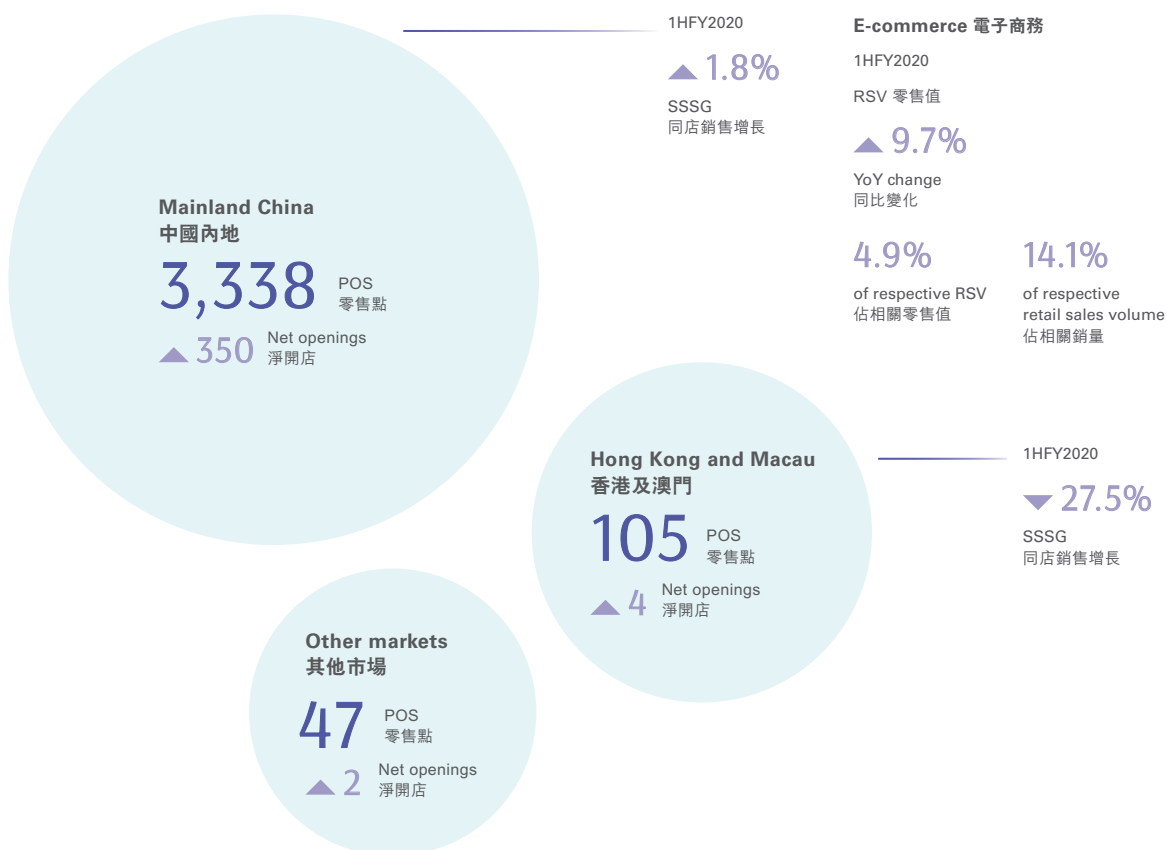 1HFY2020
▲ 1.8%
SSSG
同店銷售增長
E-commerce 電子商務
1HFY2020
RSV 零售值
▲ 9.7%
YoY change
同比變化
4.9%
of respective RSV
佔相關零售值
14.1%
of respective
retail sales volume
佔相關銷量
Mainland China
中國內地
3,338
POS
零售點
▲ 350
Net openings
淨開店
Hong Kong and Macau
香港及澳門
105
POS
零售點
▲ 4
Net openings
淨開店
1HFY2020
▼ 27.5%
SSSG
同店銷售增長
Other markets
其他市場
47
POS
零售點
▲ 2
Net openings
淨開店